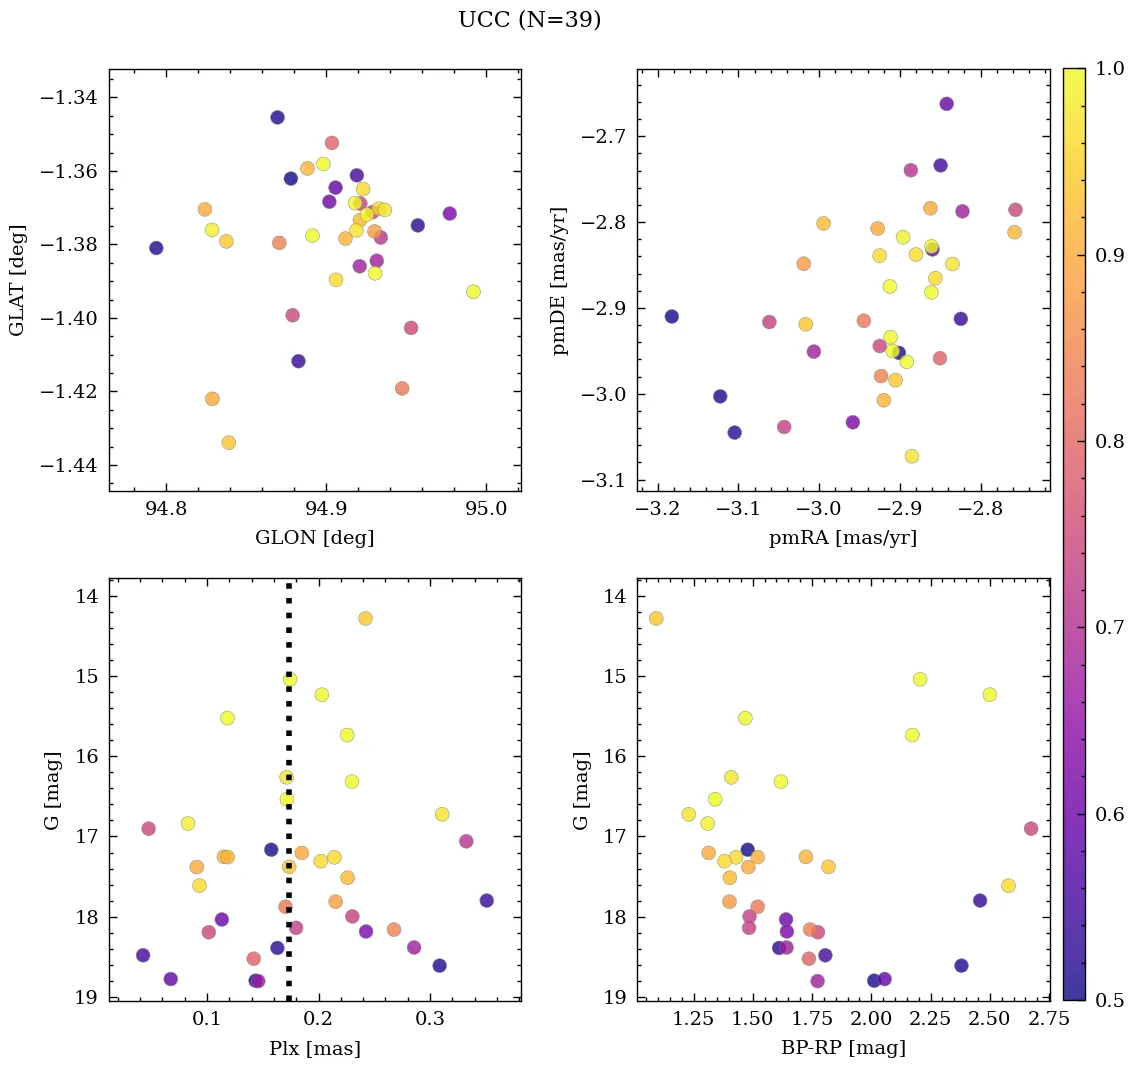 UCC (N=39)
−1.34
−1.36
−1.38
−1.40
−1.42
−1.44
GLAT [deg]
94.8 94.9 95.0
GLON [deg]
−2.7
−2.8
−2.9
−3.0
−3.1
pmDE [mas/yr]
−3.2 −3.1 −3.0 −2.9 −2.8
pmRA [mas/yr]
1.0
0.9
0.8
0.7
0.6
0.5
14
15
16
17
18
19
G [mag]
0.1 0.2 0.3
Plx [mas]
14
15
16
17
18
19
G [mag]
1.25 1.50 1.75 2.00 2.25 2.50 2.75
BP-RP [mag]